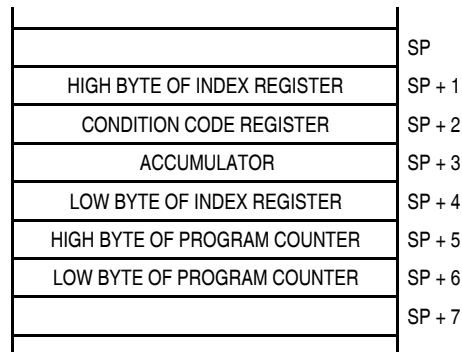 SP
HIGH BYTE OF INDEX REGISTER SP + 1
CONDITION CODE REGISTER SP + 2
ACCUMULATOR SP + 3
LOW BYTE OF INDEX REGISTER SP + 4
HIGH BYTE OF PROGRAM COUNTER SP + 5
LOW BYTE OF PROGRAM COUNTER SP + 6
SP + 7